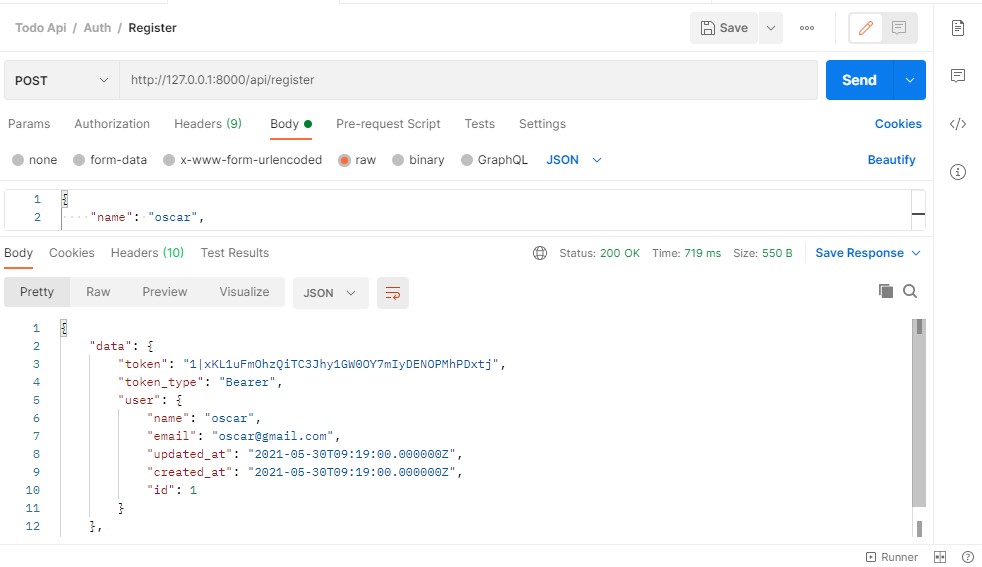 Todo Api / Auth / Register
Save
POST
http://127.0.0.1:8000/api/register
Send
Params Authorization Headers (9) Body Pre-request Script Tests Settings Cookies
none form-data x-www-form-urlencoded raw binary GraphQL JSON Beautify
1 {
2 "name": "oscar",
Body Cookies Headers (10) Test Results Status: 200 OK Time: 719 ms Size: 550 B Save Response
Pretty Raw Preview Visualize JSON
1 {
2 "data": {
3 "token": "1|xKL1uFmOhzQiTC3Jhy1GW0OY7mIyDENOPMhPDxtj",
4 "token_type": "Bearer",
5 "user": {
6 "name": "oscar",
7 "email": "oscar@gmail.com",
8 "updated_at": "2021-05-30T09:19:00.000000Z",
9 "created_at": "2021-05-30T09:19:00.000000Z",
10 "id": 1
11 }
12 },
Runner